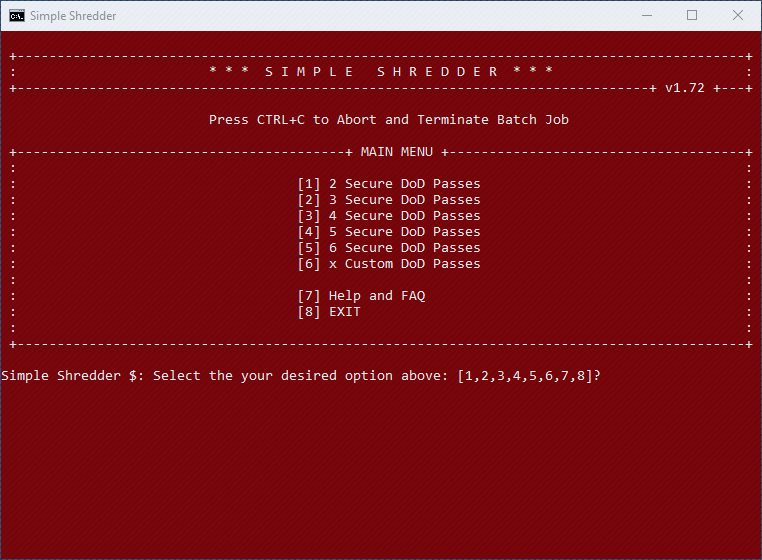 Simple Shredder
+-------------------------------------------------------------------------------------------+
: * * * S I M P L E   S H R E D D E R * * * :
+-------------------------------------------------------------------------------+ v1.72 +---+
Press CTRL+C to Abort and Terminate Batch Job
+-----------------------------------------+ MAIN MENU +-------------------------------------+
: :
: [1] 2 Secure DoD Passes :
: [2] 3 Secure DoD Passes :
: [3] 4 Secure DoD Passes :
: [4] 5 Secure DoD Passes :
: [5] 6 Secure DoD Passes :
: [6] x Custom DoD Passes :
: :
: [7] Help and FAQ :
: [8] EXIT :
: :
+-------------------------------------------------------------------------------------------+
Simple Shredder $: Select the your desired option above: [1,2,3,4,5,6,7,8]?